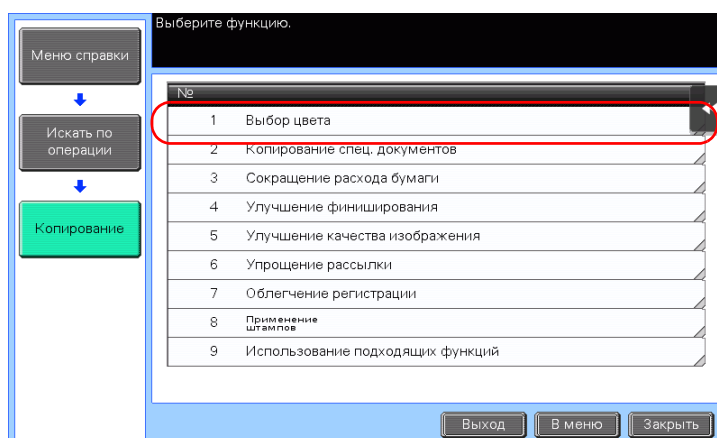 Выберите функцию.
Меню справки
Искать по
операции
Копирование
№
1 Выбор цвета
2 Копирование спец. документов
3 Сокращение расхода бумаги
4 Улучшение финиширования
5 Улучшение качества изображения
6 Упрощение рассылки
7 Облегчение регистрации
8 Применение
штампов
9 Использование подходящих функций
Выход
В меню
Закрыть